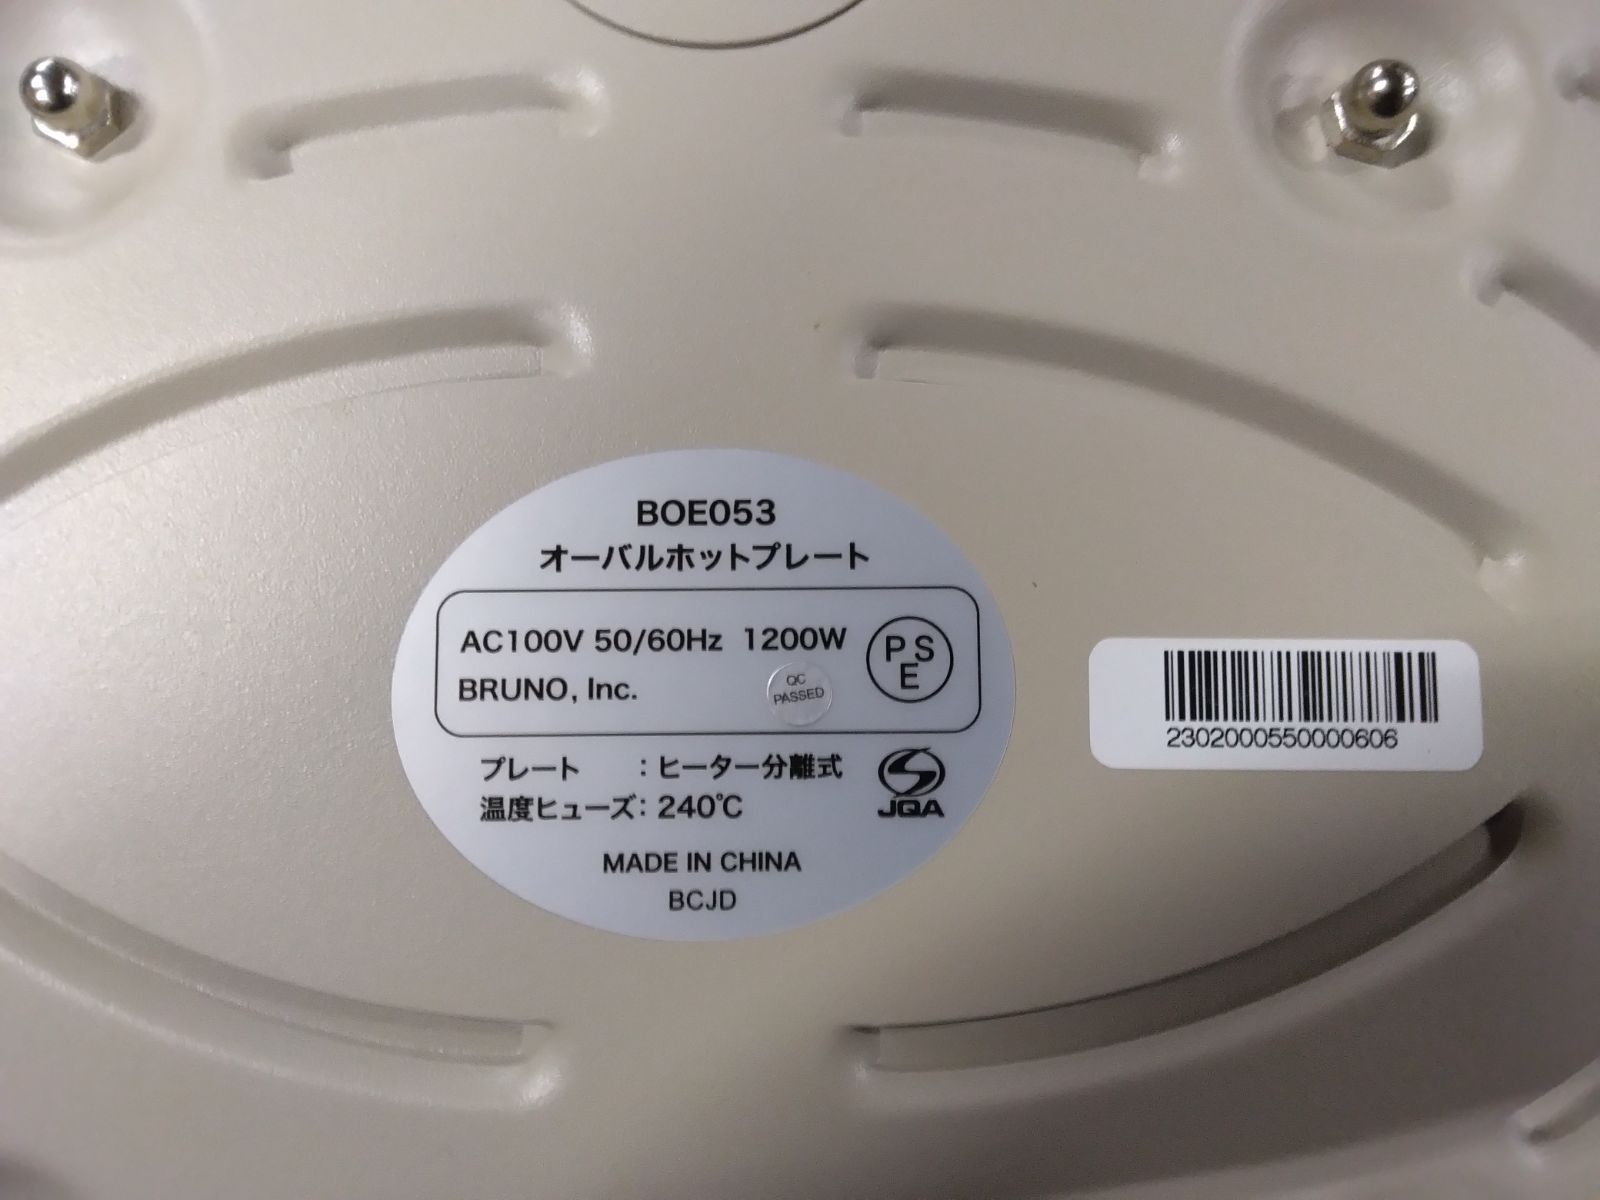 BOE053
オーバルホットプレート
AC100V 50/60Hz 1200W
BRUNO, Inc.
QC
PASSED
PSE
プレート : ヒーター分離式
温度ヒューズ: 240℃
JQA
MADE IN CHINA
BCJD
2302000550000606